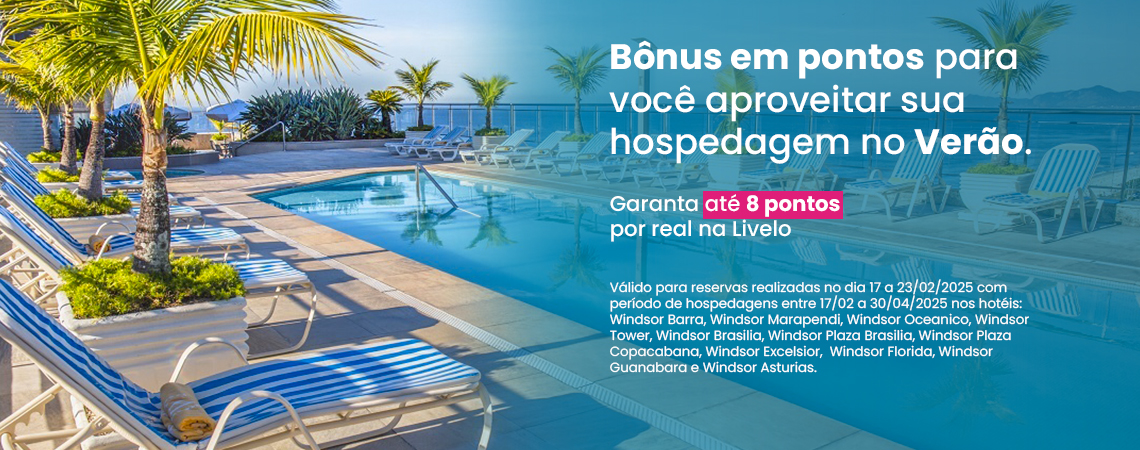 Bônus em pontos para
você aproveitar sua
hospedagem no Verão.
Garanta até 8 pontos
por real na Livelo
Válido para reservas realizadas no dia 17 a 23/02/2025 com
período de hospedagens entre 17/02 a 30/04/2025 nos hotéis:
Windsor Barra, Windsor Marapendi, Windsor Oceanico, Windsor
Tower, Windsor Brasilia, Windsor Plaza Brasilia, Windsor Plaza
Copacabana, Windsor Excelsior, Windsor Florida, Windsor
Guanabara e Windsor Asturias.